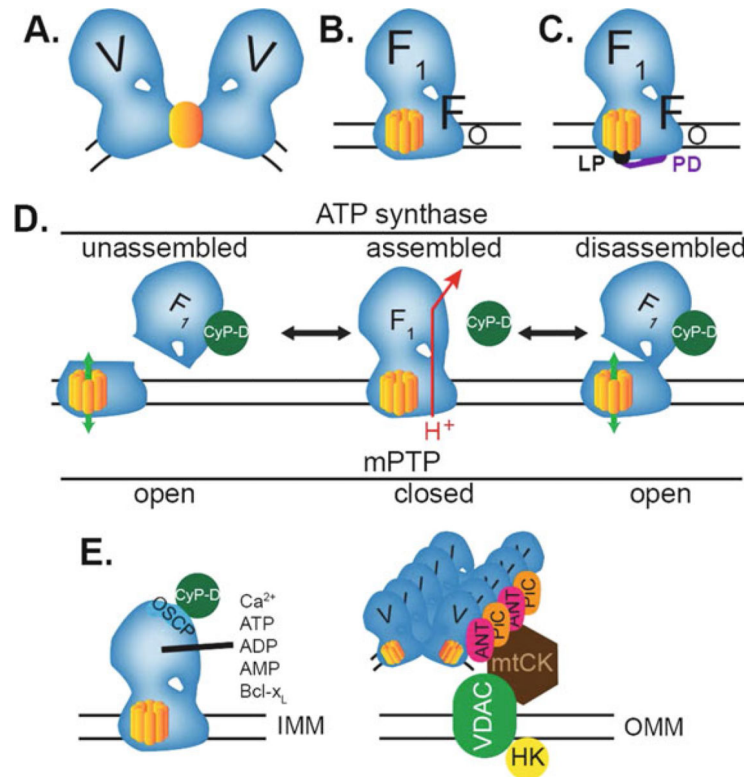 A.
V V
B.
F1
FO
C.
F1
FO
LP PD
D.
ATP synthase
unassembled assembled disassembled
F1 CyP-D
F1 CyP-D
F1 CyP-D
H+
mPTP
open closed open
E.
CyP-D
OSCP
Ca2+
ATP
ADP
AMP
Bcl-xL
IMM
V V
ANT PiC ANT PiC
mtCK
VDAC
OMM
HK